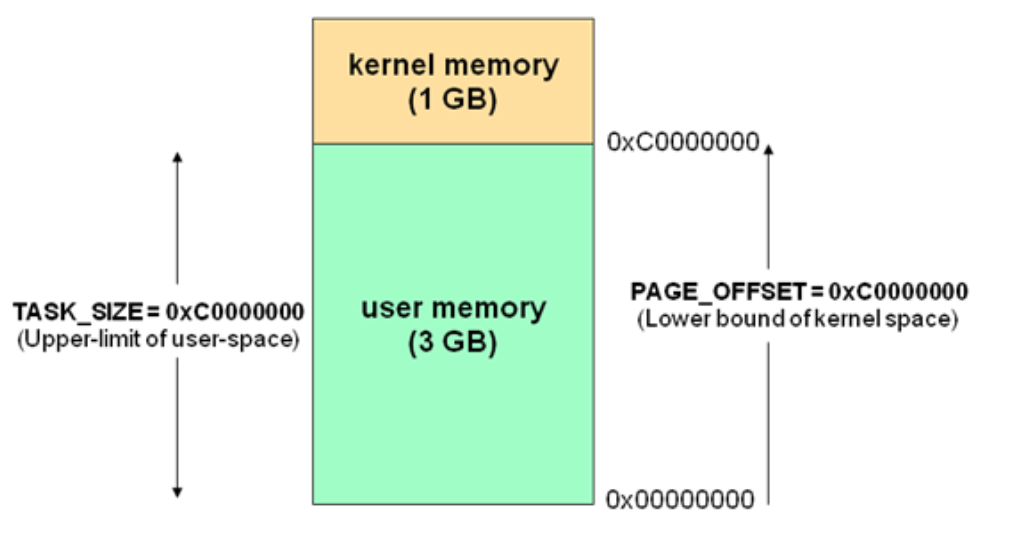 kernel memory
(1 GB)
0xC0000000
TASK_SIZE = 0xC0000000
(Upper-limit of user-space)
user memory
(3 GB)
PAGE_OFFSET = 0xC0000000
(Lower bound of kernel space)
0x00000000